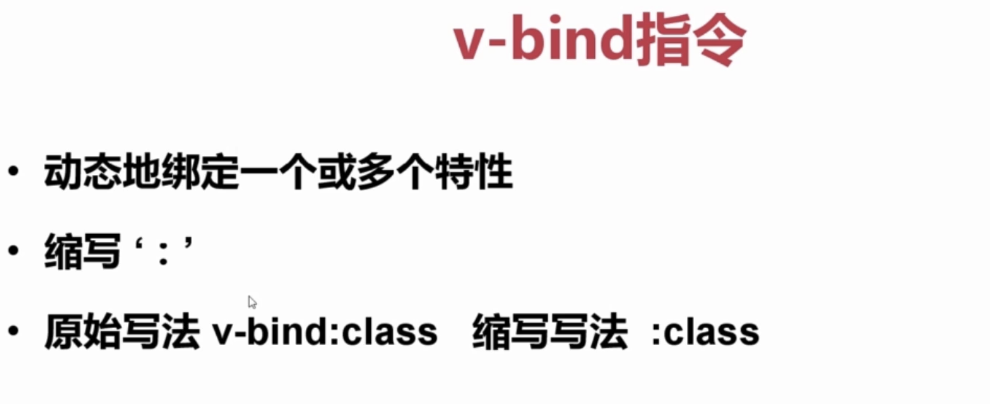 v-bind指令
• 动态地绑定一个或多个特性
• 缩写 ‘ : ’
• 原始写法 v-bind:class 缩写写法 :class